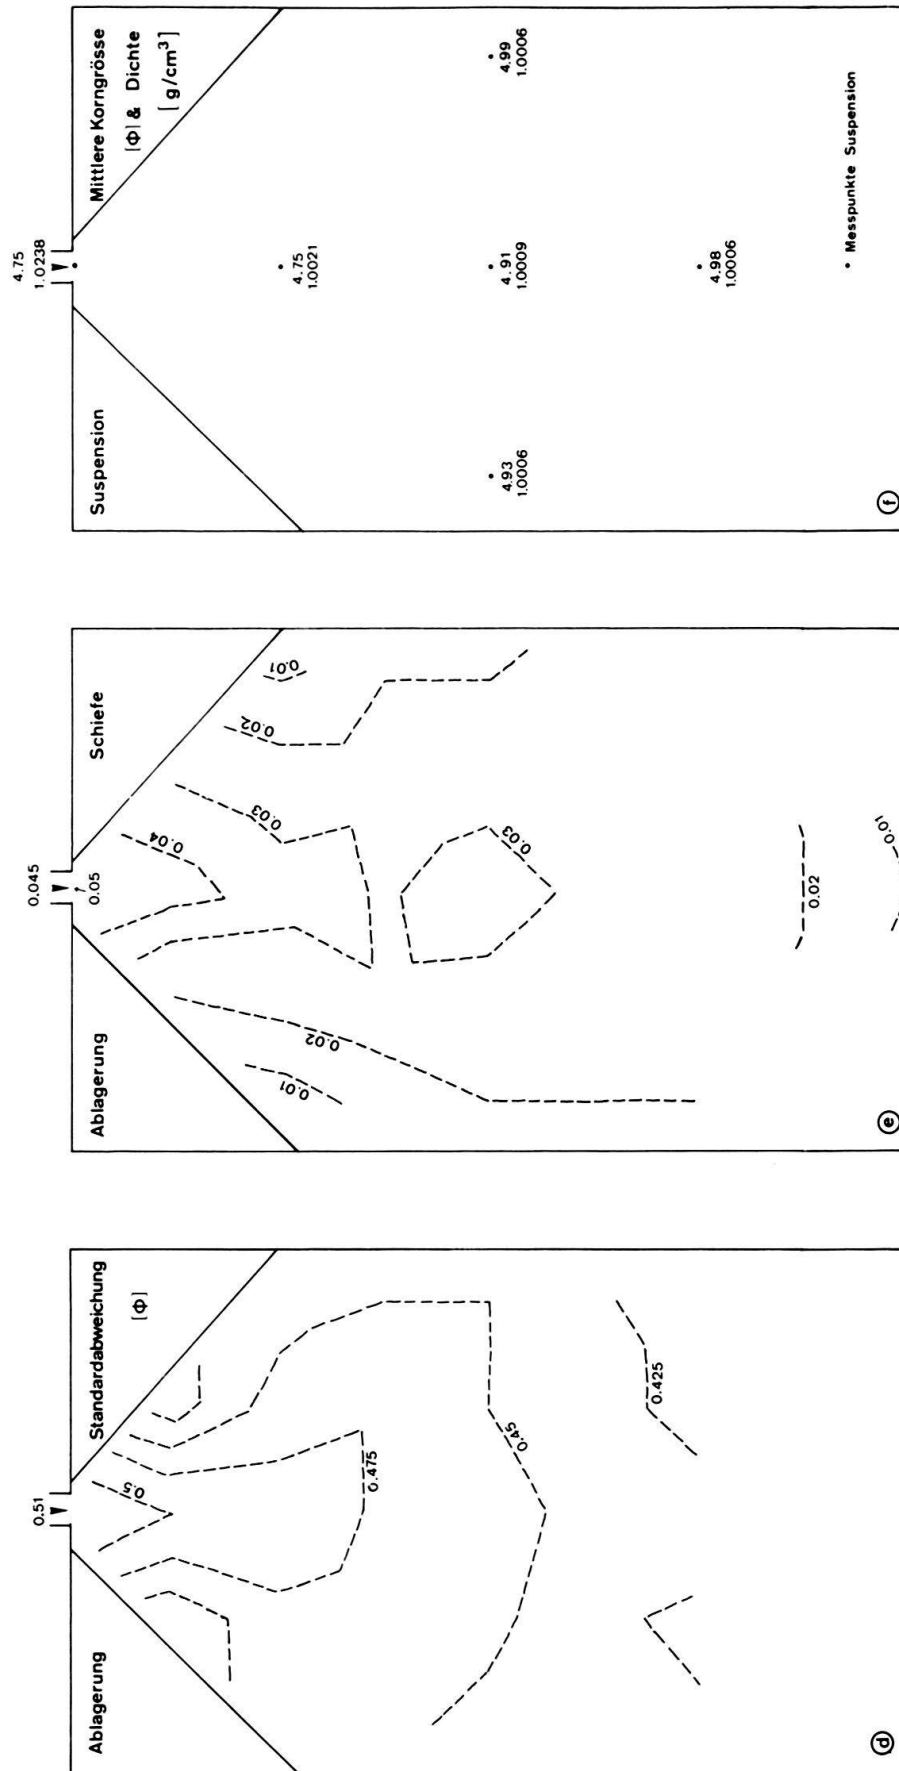 Ablagerung
Standardabweichung
[Φ]
0.51
0.5
0.475
0.45
0.425
d
Ablagerung
Schiefe
0.045
0.05
0.04
0.03
0.02
0.01
0.02
0.01
0.03
0.02
0.01
e
Suspension
Mittlere Korngrösse
[Φ] & Dichte
[g/cm³]
4.75
1.0238
4.75
1.0021
4.93
1.0006
4.91
1.0009
4.99
1.0006
4.98
1.0006
• Messpunkte Suspension
f